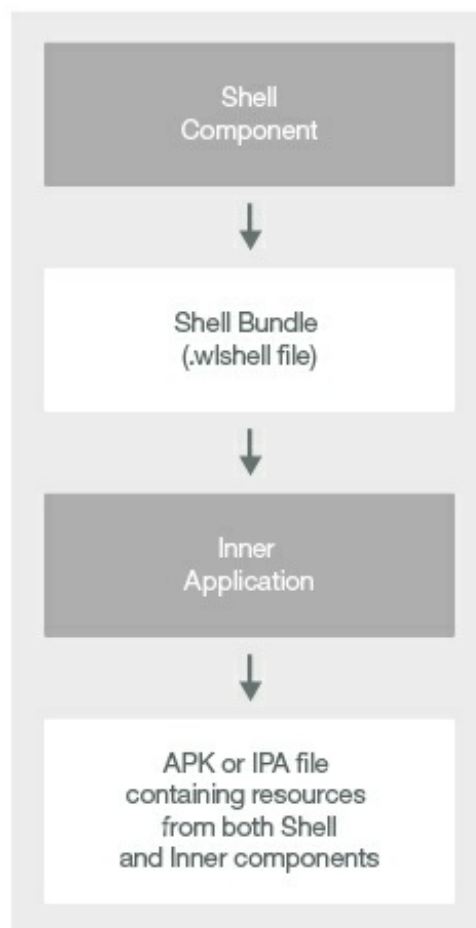 Shell
Component
Shell Bundle
(.wlshell file)
Inner
Application
APK or IPA file
containing resources
from both Shell
and Inner components